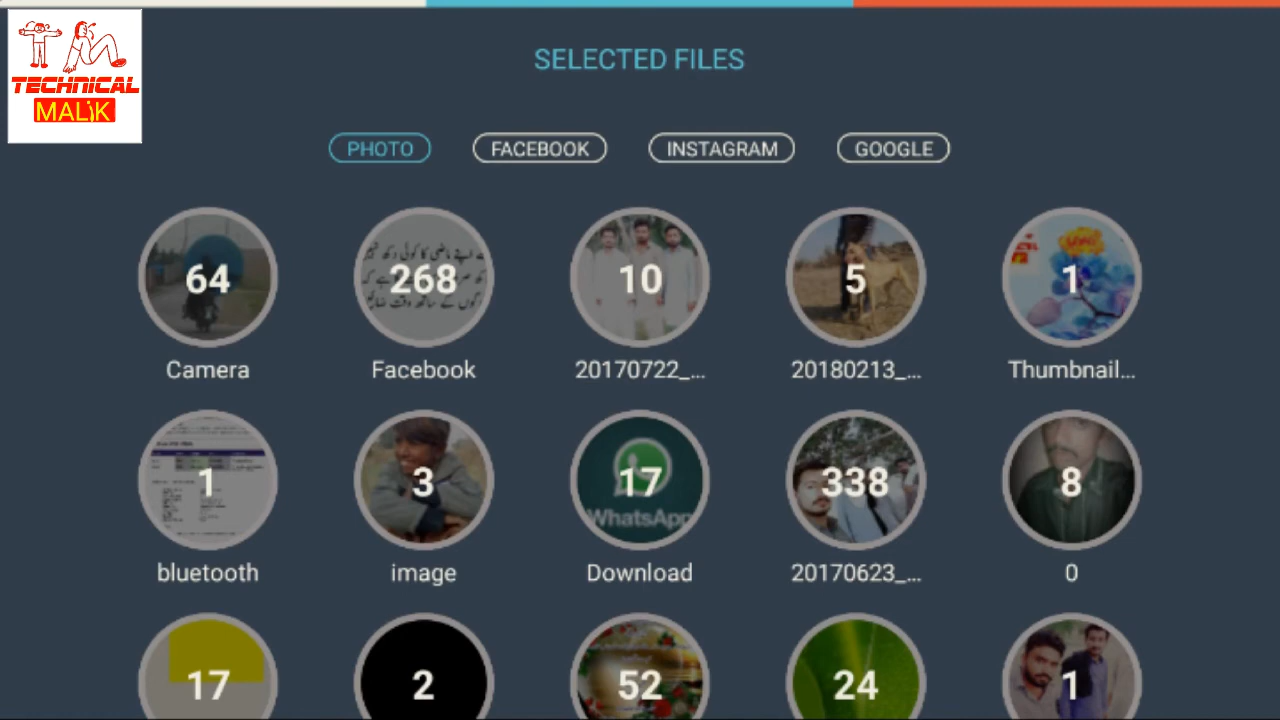 TECHNICAL
MALiK
SELECTED FILES
PHOTO
FACEBOOK
INSTAGRAM
GOOGLE
64
268
10
5
1
Camera
Facebook
20170722_...
20180213_...
Thumbnail...
1
3
17
338
8
WhatsApp
bluetooth
image
Download
20170623_...
0
17
2
52
24
1